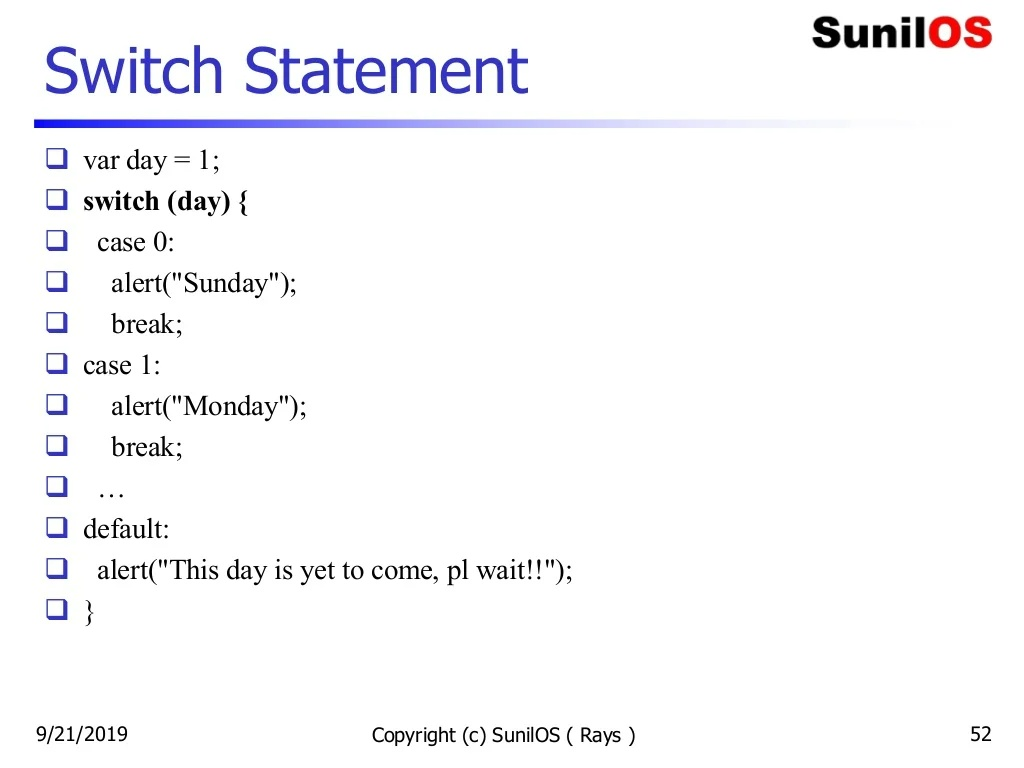 SunilOS
Switch Statement
❑ var day = 1;
❑ switch (day) {
❑   case 0:
❑     alert("Sunday");
❑     break;
❑ case 1:
❑     alert("Monday");
❑     break;
❑   …
❑ default:
❑   alert("This day is yet to come, pl wait!!");
❑ }
9/21/2019 Copyright (c) SunilOS ( Rays ) 52